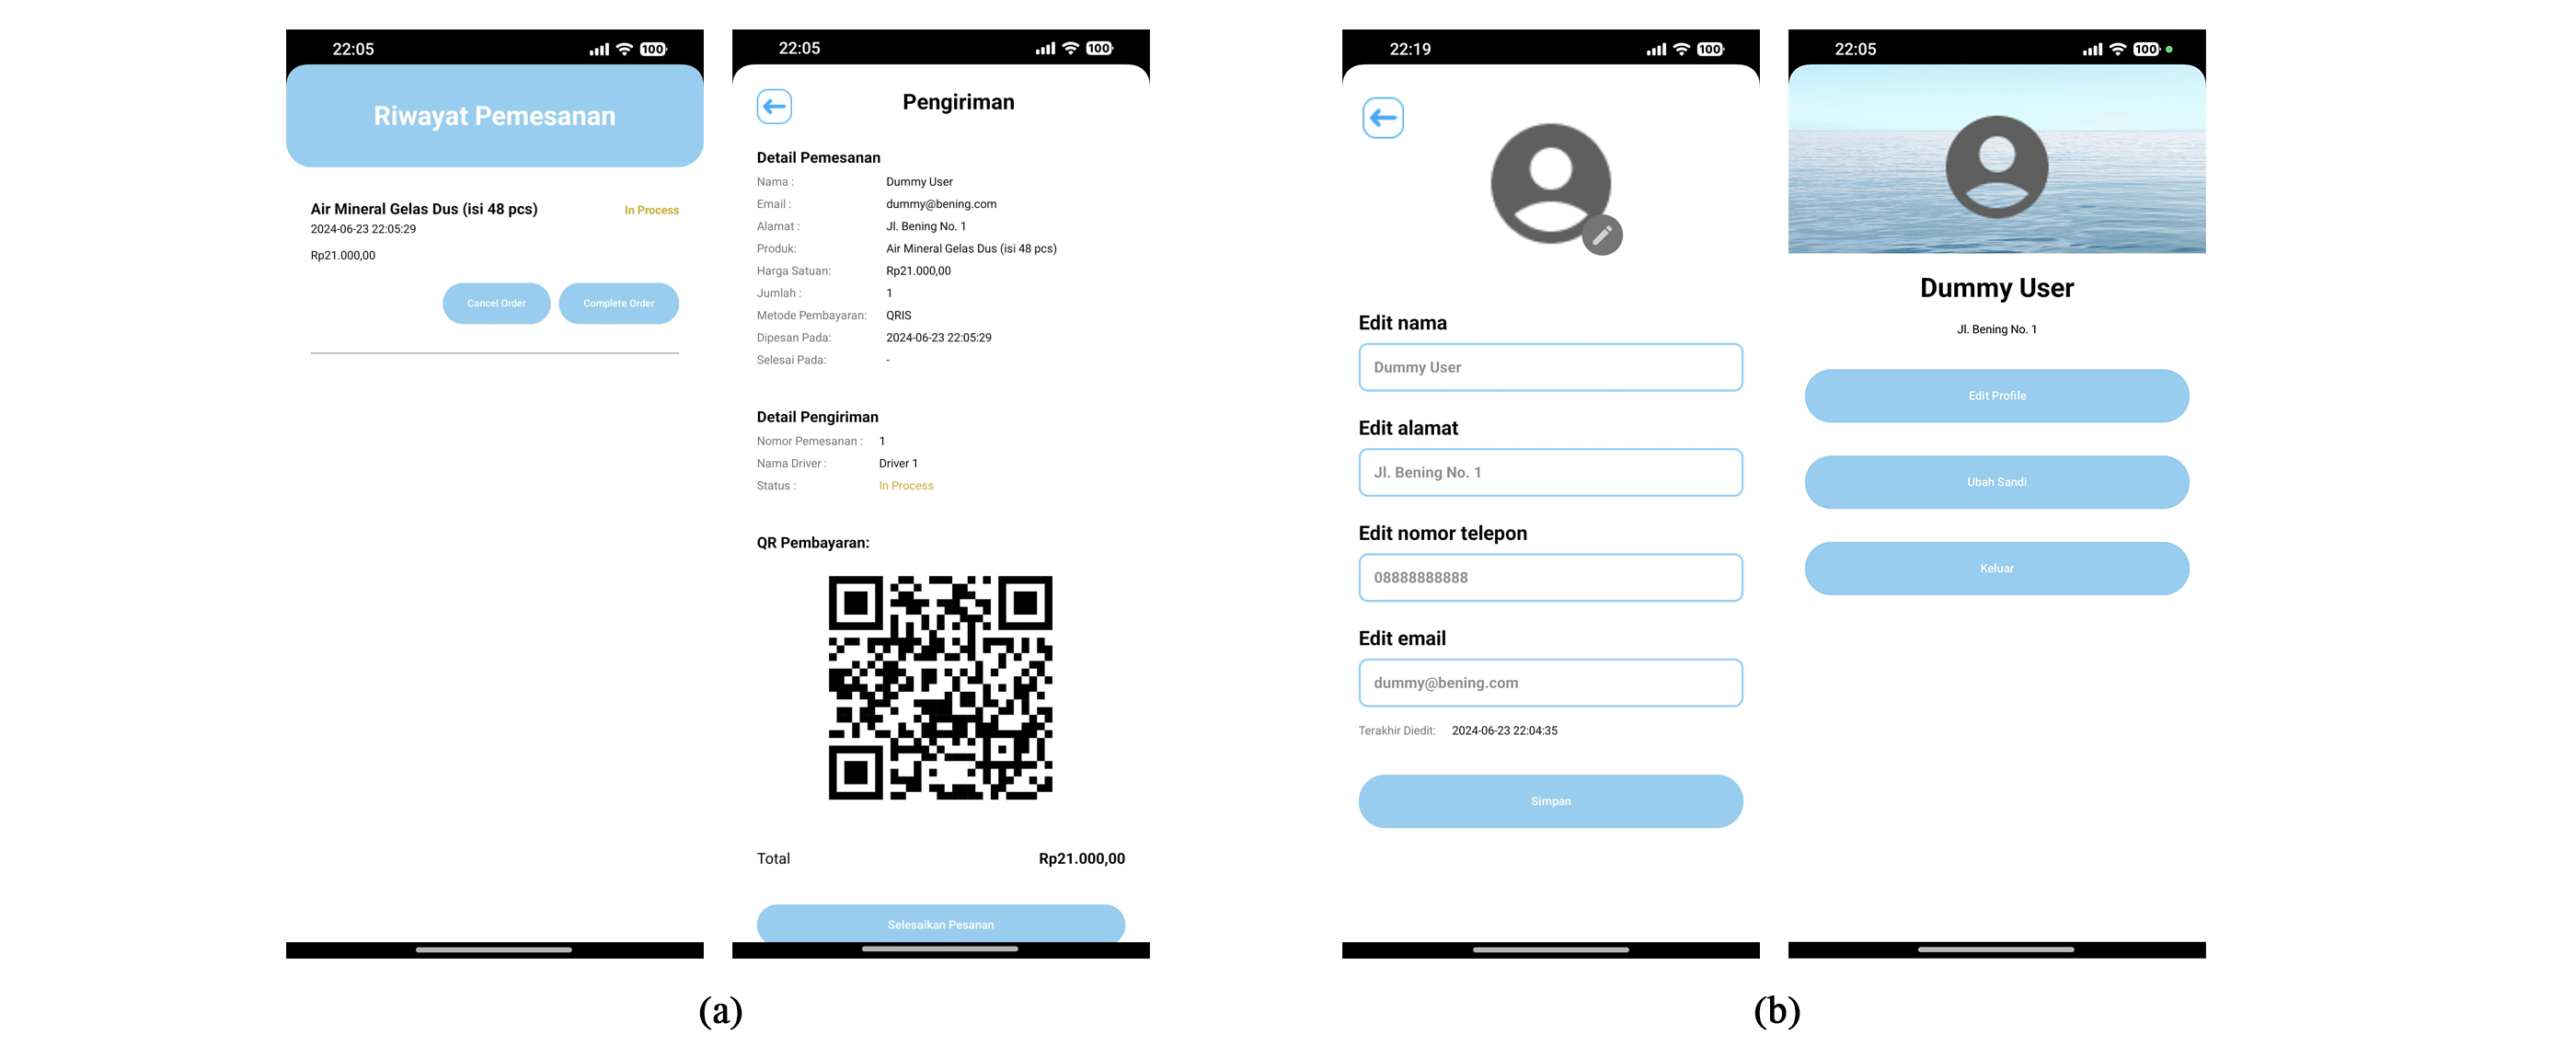 22:05
100
Riwayat Pemesanan
Air Mineral Gelas Dus (isi 48 pcs) In Process
2024-06-23 22:05:29
Rp21.000,00
Cancel Order Complete Order
22:05
100
Pengiriman
Detail Pemesanan
Nama : Dummy User
Email : dummy@bening.com
Alamat : Jl. Bening No. 1
Produk: Air Mineral Gelas Dus (isi 48 pcs)
Harga Satuan: Rp21.000,00
Jumlah : 1
Metode Pembayaran: QRIS
Dipesan Pada: 2024-06-23 22:05:29
Selesai Pada: -
Detail Pengiriman
Nomor Pemesanan : 1
Nama Driver : Driver 1
Status : In Process
QR Pembayaran:
Total Rp21.000,00
Selesaikan Pesanan
(a)
22:19
100
Edit nama
Dummy User
Edit alamat
Jl. Bening No. 1
Edit nomor telepon
08888888888
Edit email
dummy@bening.com
Terakhir Diedit: 2024-06-23 22:04:35
Simpan
22:05
100
Dummy User
Jl. Bening No. 1
Edit Profile
Ubah Sandi
Keluar
(b)